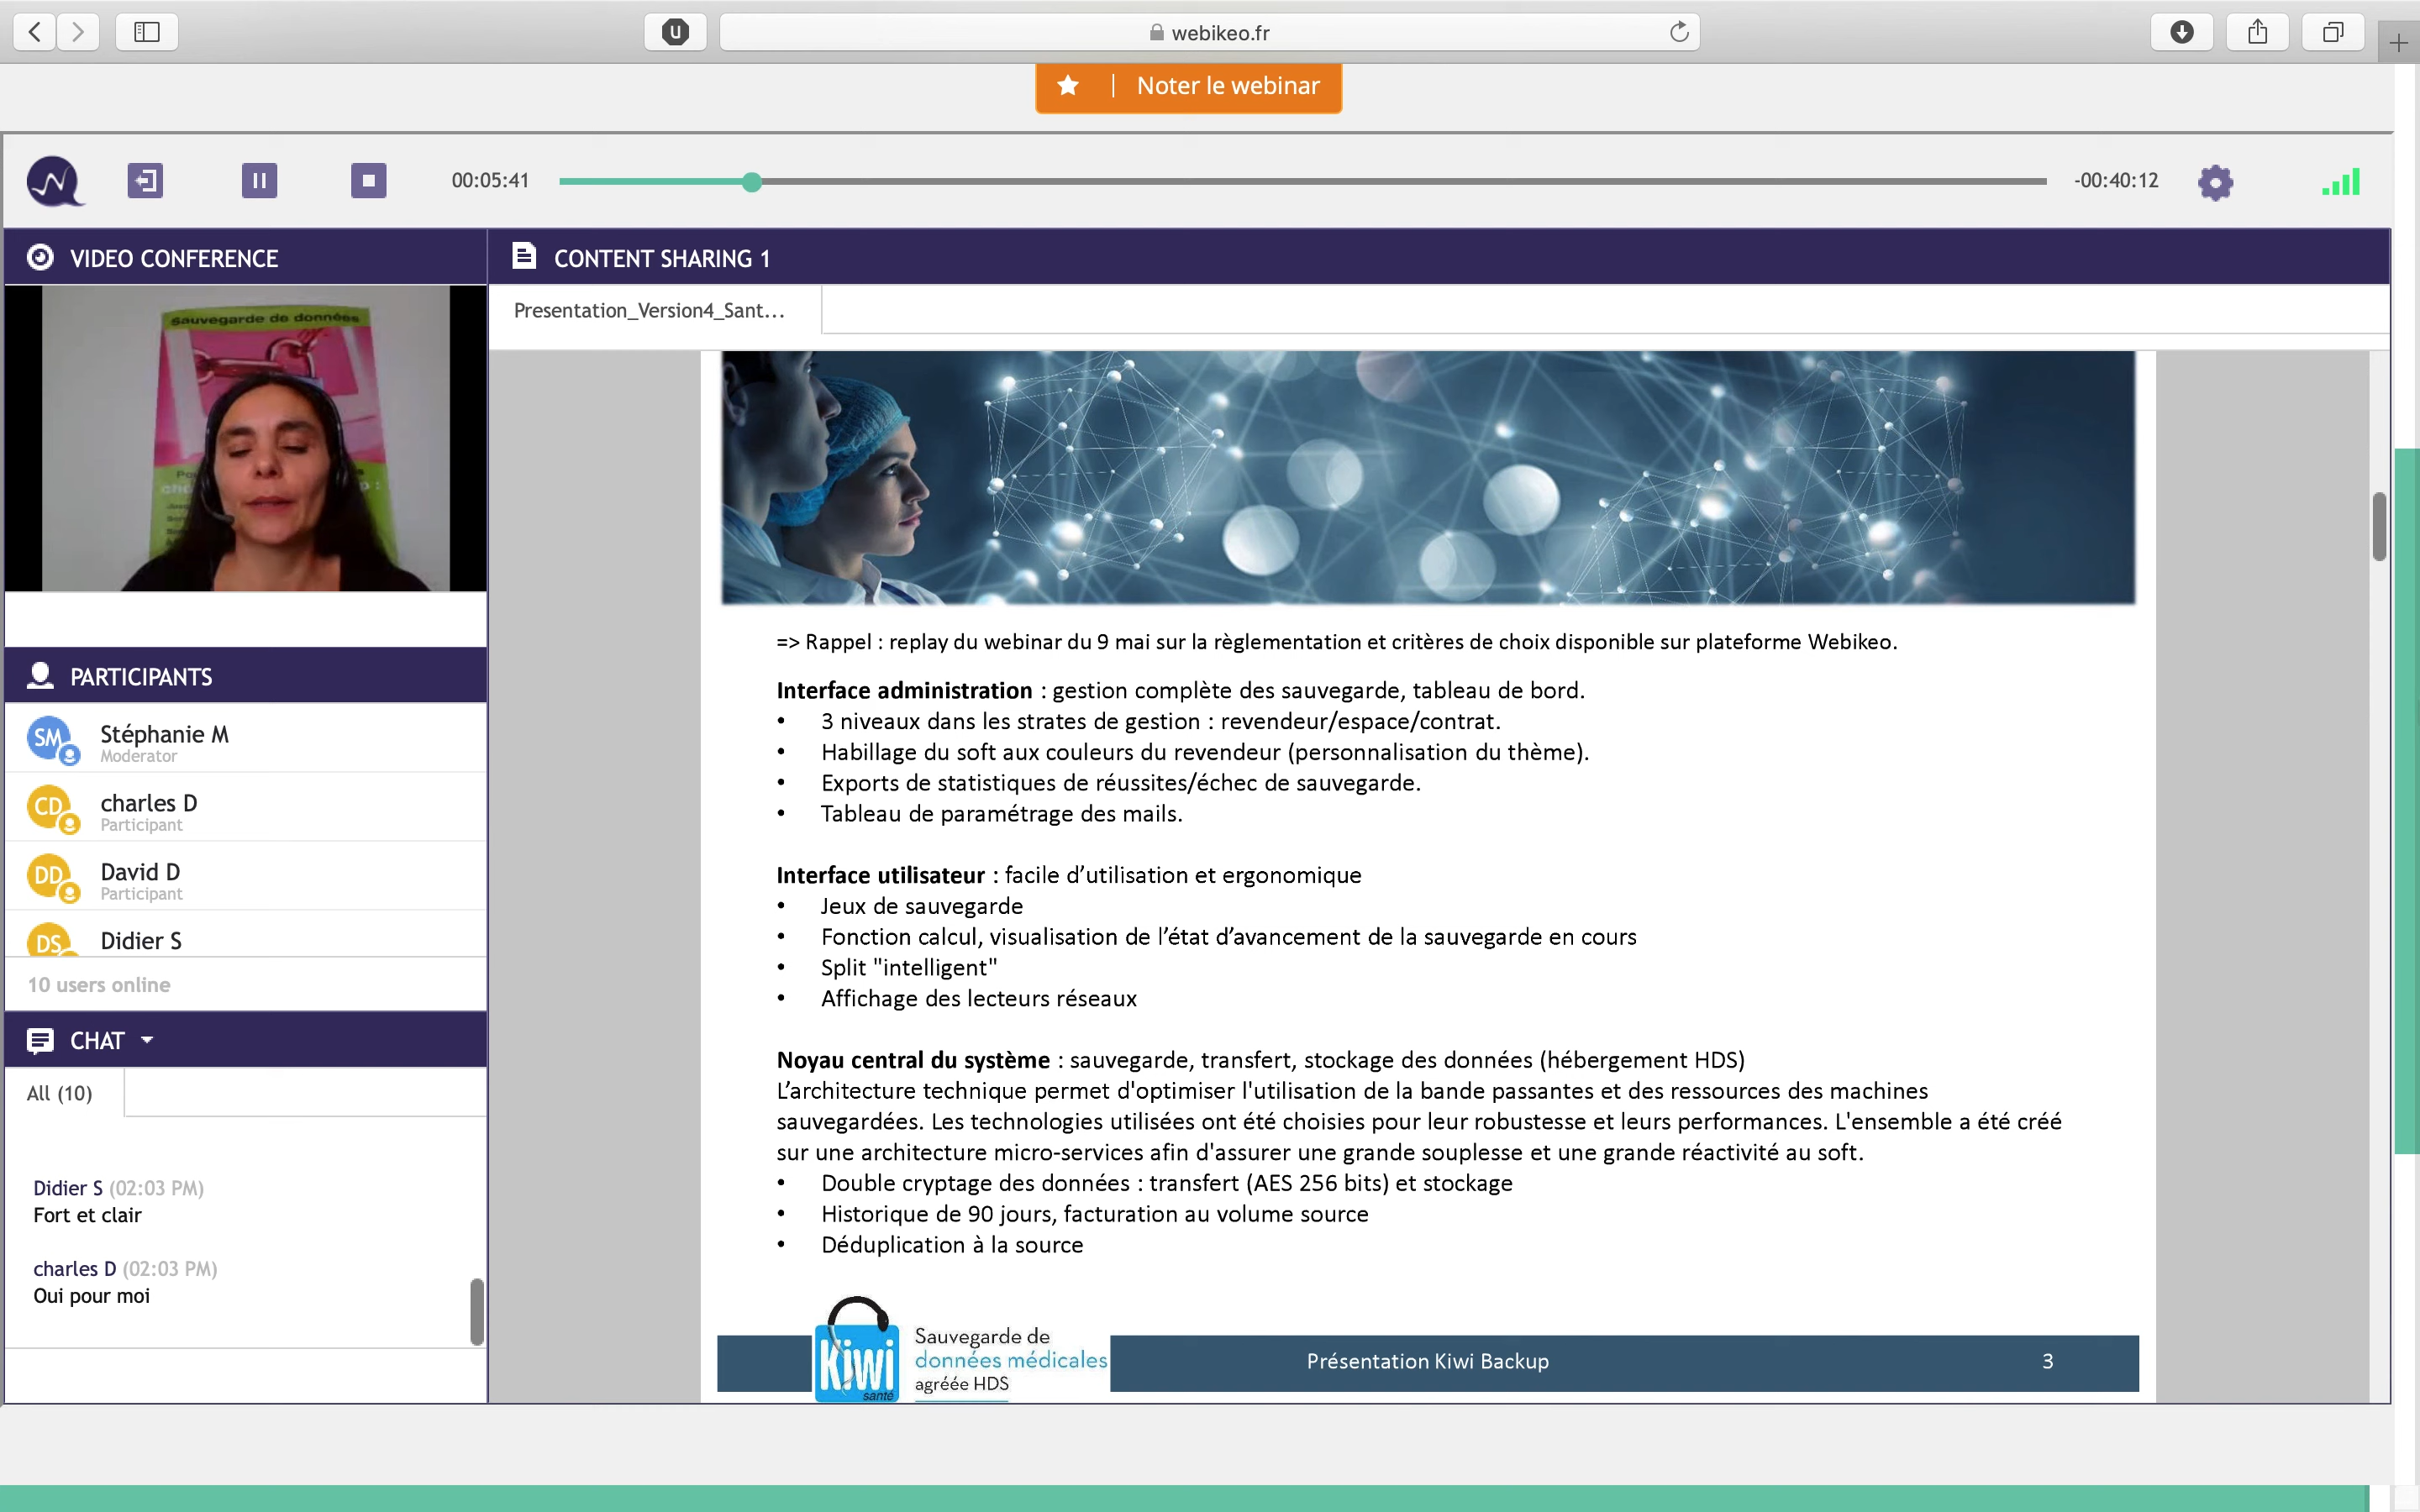 webikeo.fr
Noter le webinar
00:05:41
-00:40:12
VIDEO CONFERENCE
CONTENT SHARING 1
Presentation_Version4_Sant...
Sauvegarde de données
=> Rappel : replay du webinar du 9 mai sur la règlementation et critères de choix disponible sur plateforme Webikeo.
Interface administration : gestion complète des sauvegarde, tableau de bord.
• 3 niveaux dans les strates de gestion : revendeur/espace/contrat.
• Habillage du soft aux couleurs du revendeur (personnalisation du thème).
• Exports de statistiques de réussites/échec de sauvegarde.
• Tableau de paramétrage des mails.
Interface utilisateur : facile d’utilisation et ergonomique
• Jeux de sauvegarde
• Fonction calcul, visualisation de l’état d’avancement de la sauvegarde en cours
• Split "intelligent"
• Affichage des lecteurs réseaux
Noyau central du système : sauvegarde, transfert, stockage des données (hébergement HDS)
L’architecture technique permet d'optimiser l'utilisation de la bande passantes et des ressources des machines
sauvegardées. Les technologies utilisées ont été choisies pour leur robustesse et leurs performances. L'ensemble a été créé
sur une architecture micro-services afin d'assurer une grande souplesse et une grande réactivité au soft.
• Double cryptage des données : transfert (AES 256 bits) et stockage
• Historique de 90 jours, facturation au volume source
• Déduplication à la source
Kiwi
santé
Sauvegarde de
données médicales
agréée HDS
Présentation Kiwi Backup
3
PARTICIPANTS
SM
Stéphanie M
Moderator
CD
charles D
Participant
DD
David D
Participant
DS
Didier S
10 users online
CHAT
All (10)
Didier S (02:03 PM)
Fort et clair
charles D (02:03 PM)
Oui pour moi